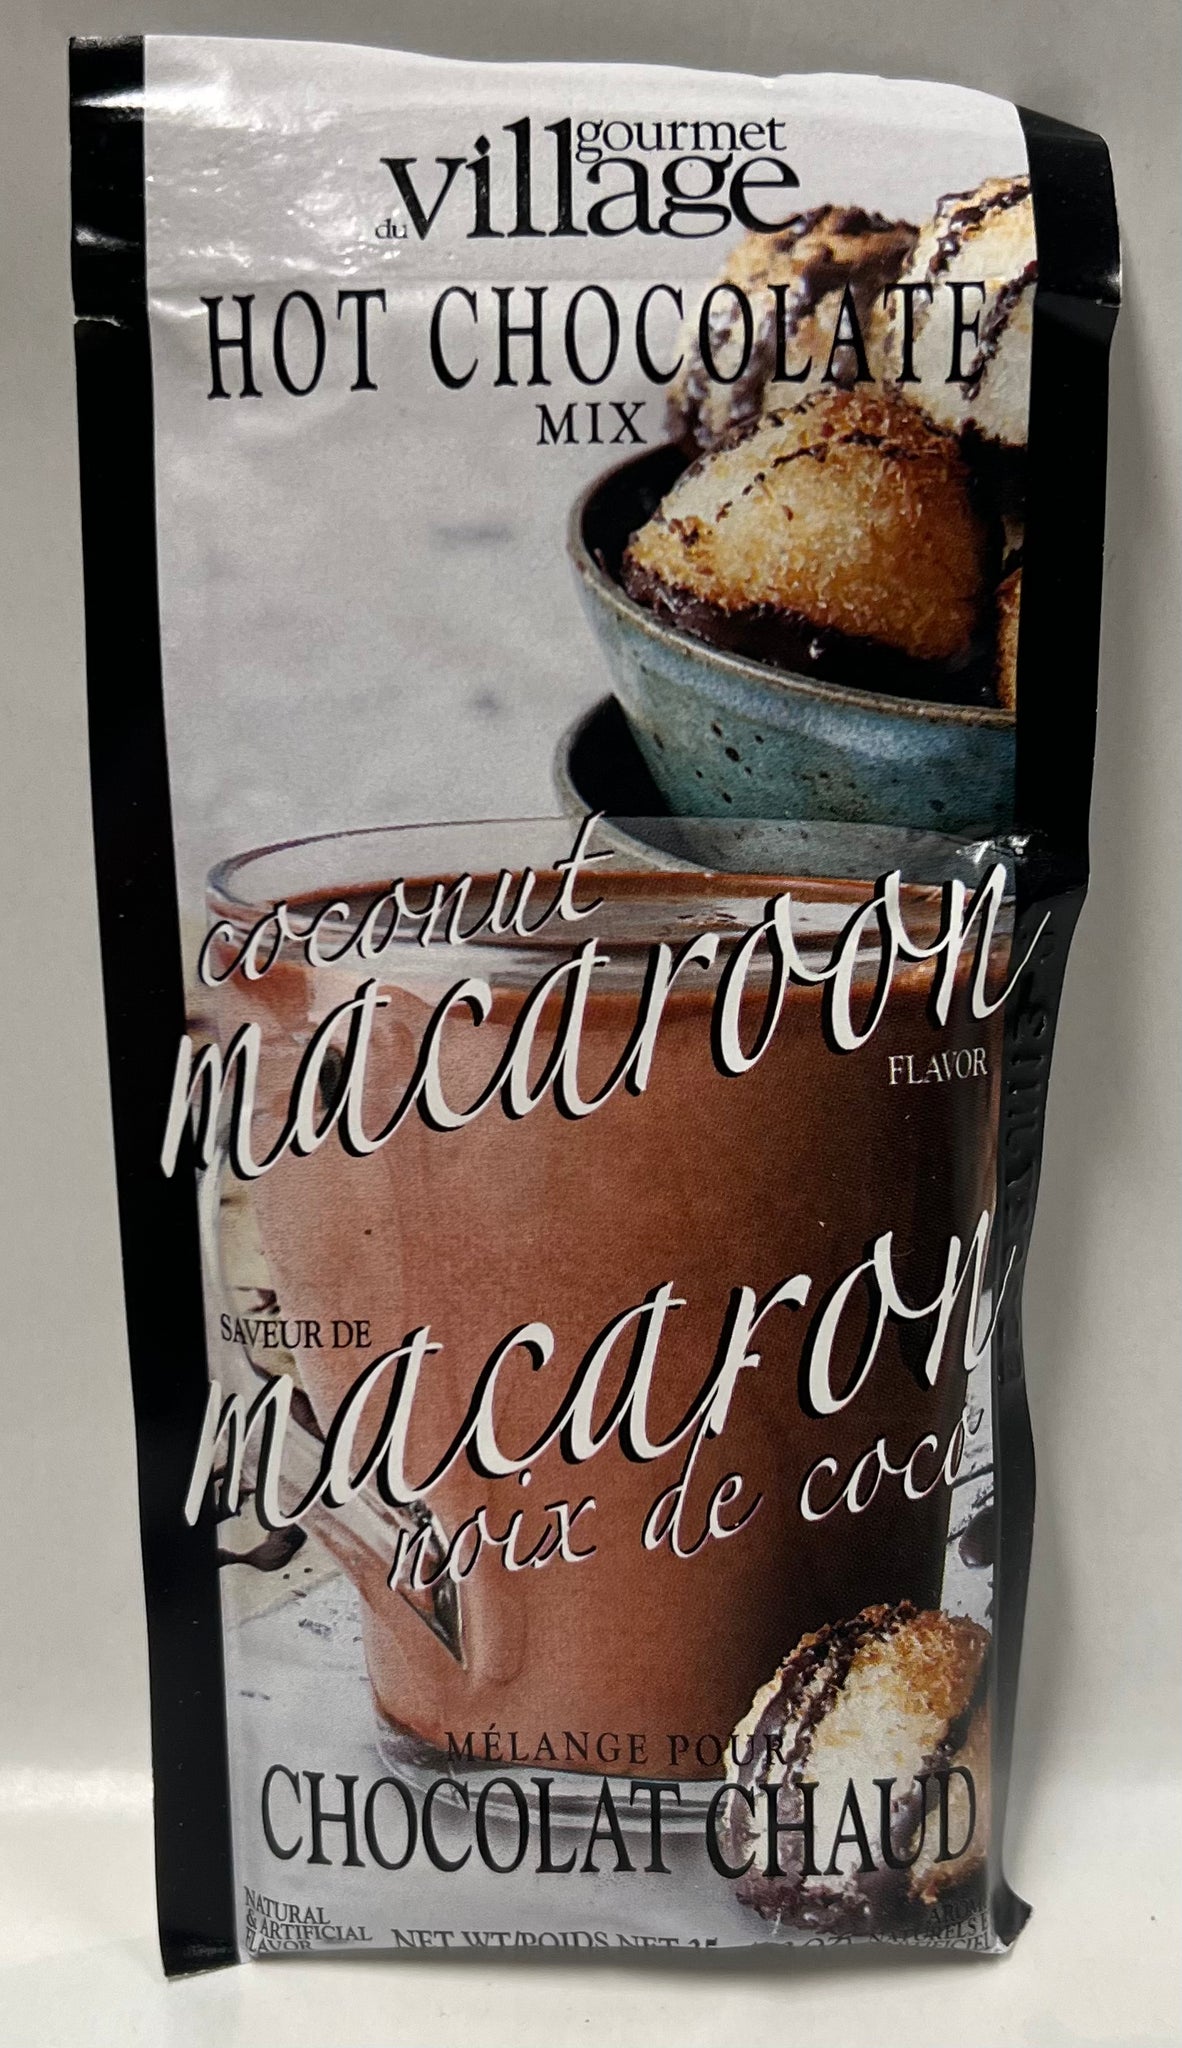 gourmet
du village
HOT CHOCOLATE
MIX
coconut
macaroon
FLAVOR
SAVEUR DE
macaron
noix de coco
MÉLANGE POUR
CHOCOLAT CHAUD
NATURAL
& ARTIFICIAL
FLAVOR
NET WT/POIDS NET 35